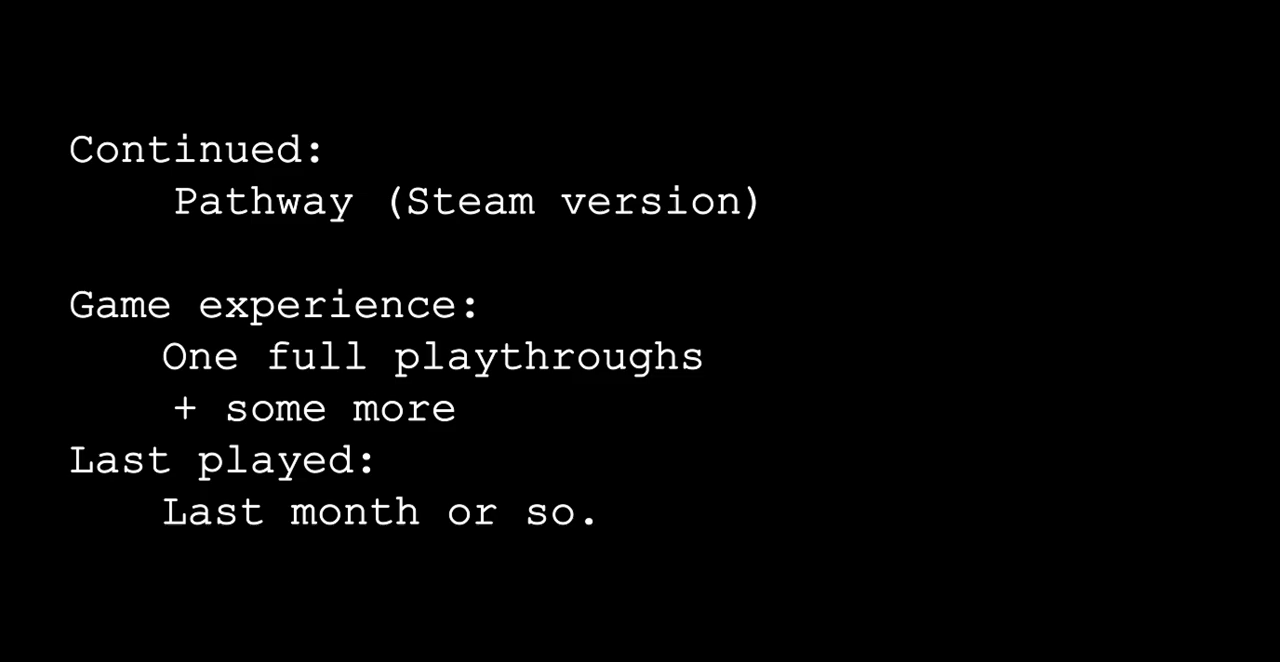 Continued:
Pathway (Steam version)
Game experience:
One full playthroughs
+ some more
Last played:
Last month or so.